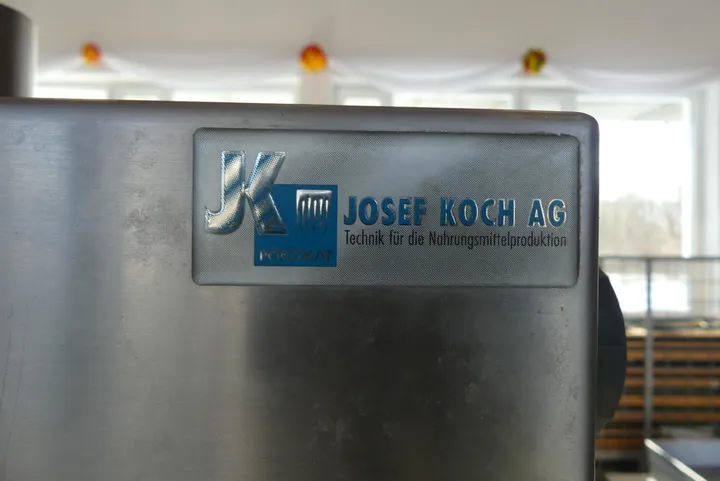 JK
JOSEF KOCH AG
Technik für die Nahrungsmittelproduktion